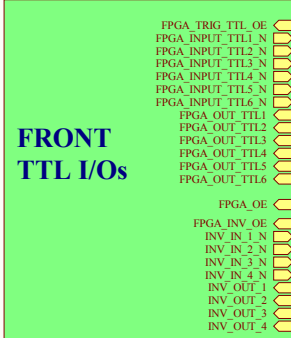 FPGA_TRIG_TTL_OE
FPGA_INPUT_TTL1_N
FPGA_INPUT_TTL2_N
FPGA_INPUT_TTL3_N
FPGA_INPUT_TTL4_N
FPGA_INPUT_TTL5_N
FPGA_INPUT_TTL6_N
FPGA_OUT_TTL1
FPGA_OUT_TTL2
FPGA_OUT_TTL3
FPGA_OUT_TTL4
FPGA_OUT_TTL5
FPGA_OUT_TTL6
FRONT
TTL I/Os
FPGA_OE
FPGA_INV_OE
INV_IN_1_N
INV_IN_2_N
INV_IN_3_N
INV_IN_4_N
INV_OUT_1
INV_OUT_2
INV_OUT_3
INV_OUT_4